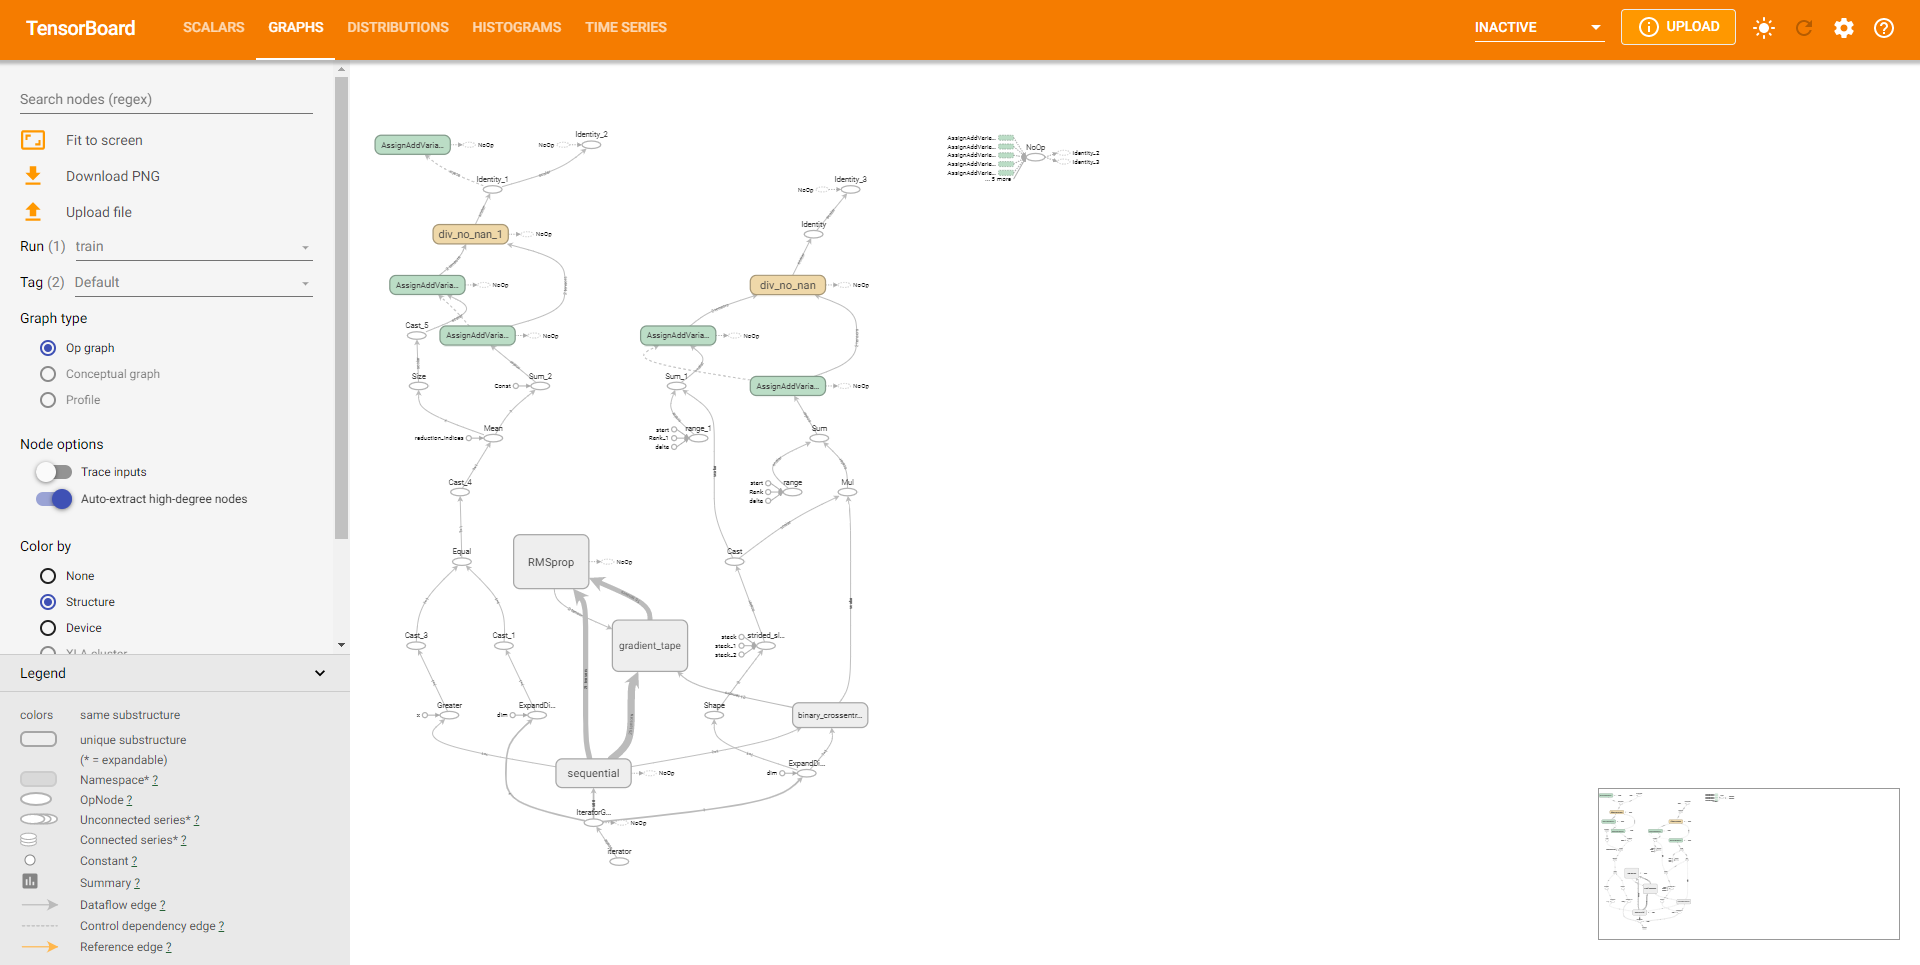 TensorBoard
SCALARS
GRAPHS
DISTRIBUTIONS
HISTOGRAMS
TIME SERIES
INACTIVE
UPLOAD
Search nodes (regex)
Fit to screen
Download PNG
Upload file
Run (1) train
Tag (2) Default
Graph type
Op graph
Conceptual graph
Profile
Node options
Trace inputs
Auto-extract high-degree nodes
Color by
None
Structure
Device
XLA cluster
Legend
colors same substructure
unique substructure
(* = expandable)
Namespace* ?
OpNode ?
Unconnected series* ?
Connected series* ?
Constant ?
Summary ?
Dataflow edge ?
Control dependency edge ?
Reference edge ?
AssignAddVaria...
NoOp
NoOp
Identity_2
Identity_1
div_no_nan_1
NoOp
AssignAddVaria...
NoOp
Cast_5
AssignAddVaria...
NoOp
Size
Const
Sum_2
reduction_indices
Mean
Cast_4
Equal
RMSprop
NoOp
Cast_3
Cast_1
gradient_tape
x
Greater
dim
ExpandDi...
sequential
NoOp
IteratorG...
NoOp
iterator
Identity_3
NoOp
Identity
div_no_nan
NoOp
AssignAddVaria...
NoOp
Sum_1
AssignAddVaria...
NoOp
start
Rank_1
delta
range_1
Sum
start
Rank
delta
range
Mul
Cast
stack
stack_1
stack_2
strided_sl...
Shape
binary_crossentr...
dim
ExpandDi...
AssignAddVarie...
AssignAddVarie...
AssignAddVarie...
AssignAddVarie...
AssignAddVarie...
... 5 more
NoOp
Identity_2
Identity_3